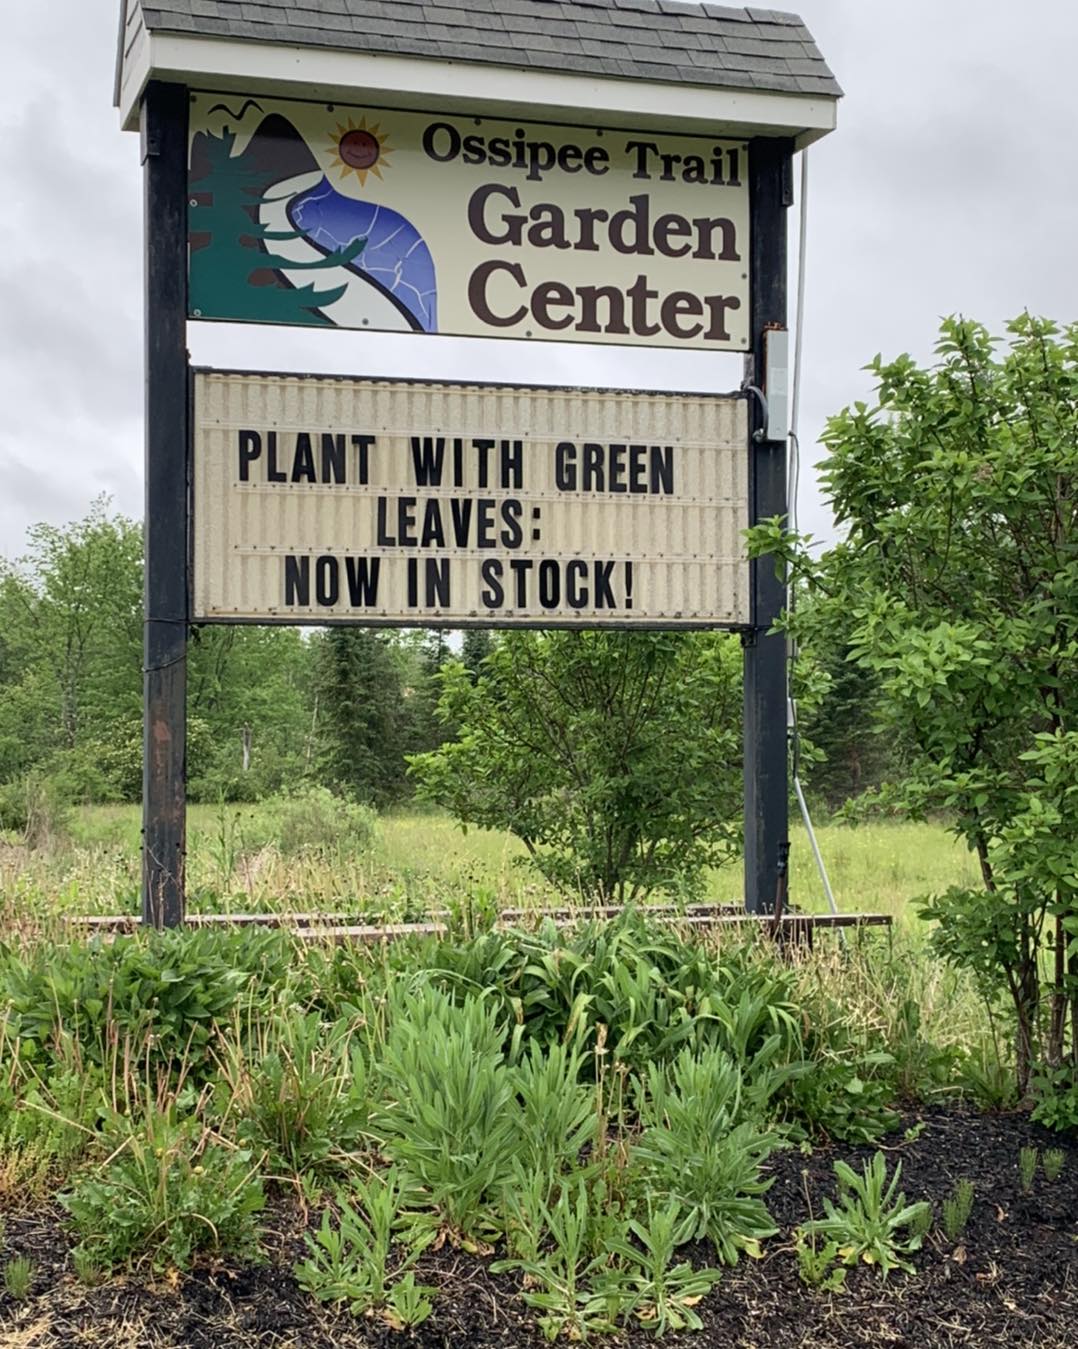 Ossipee Trail
Garden
Center
PLANT WITH GREEN
LEAVES:
NOW IN STOCK!